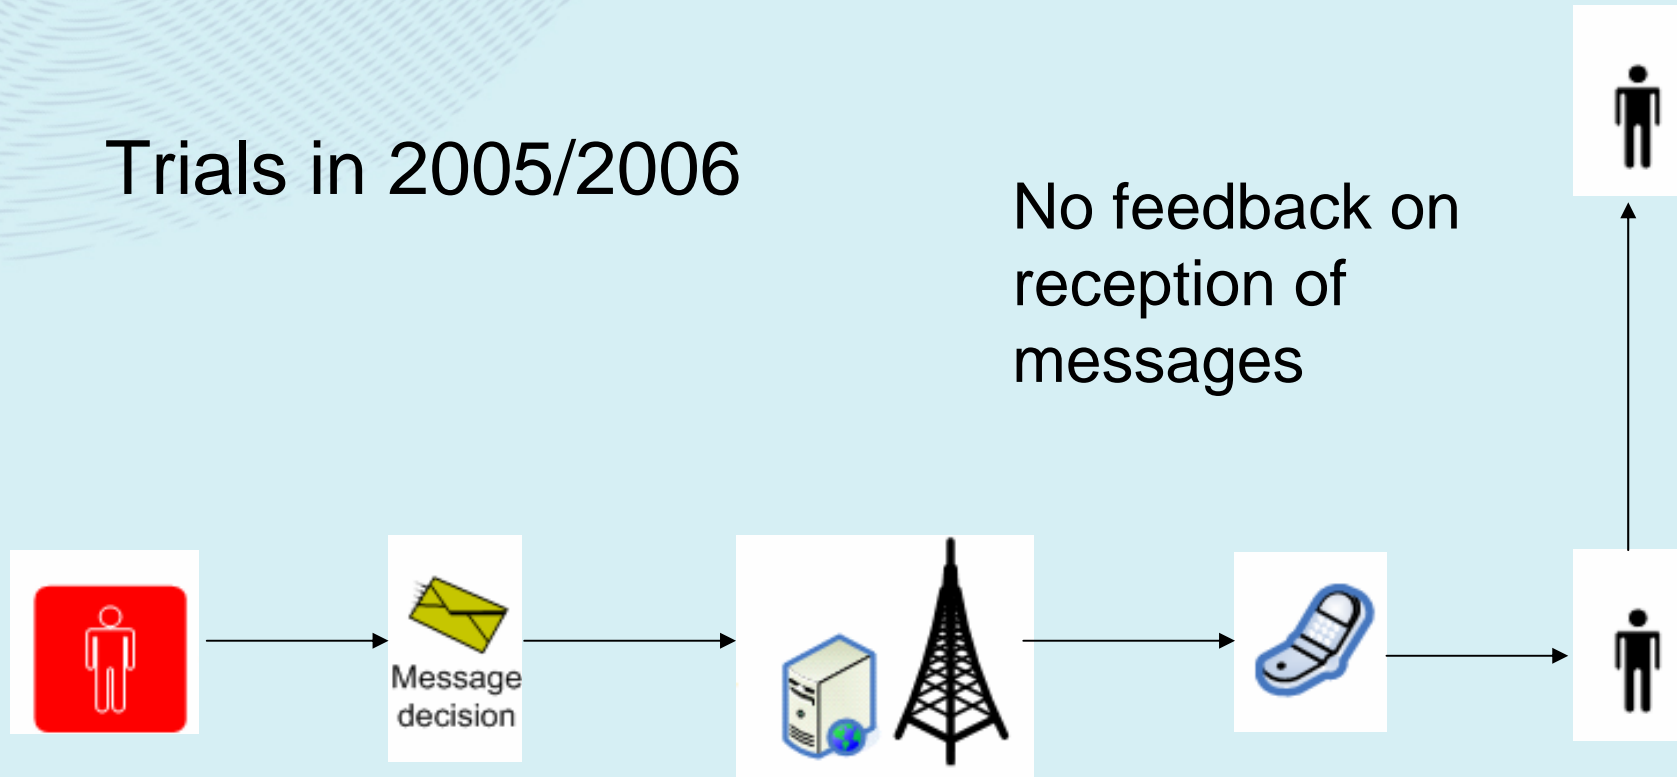 Trials in 2005/2006
No feedback on
reception of
messages
Message
decision